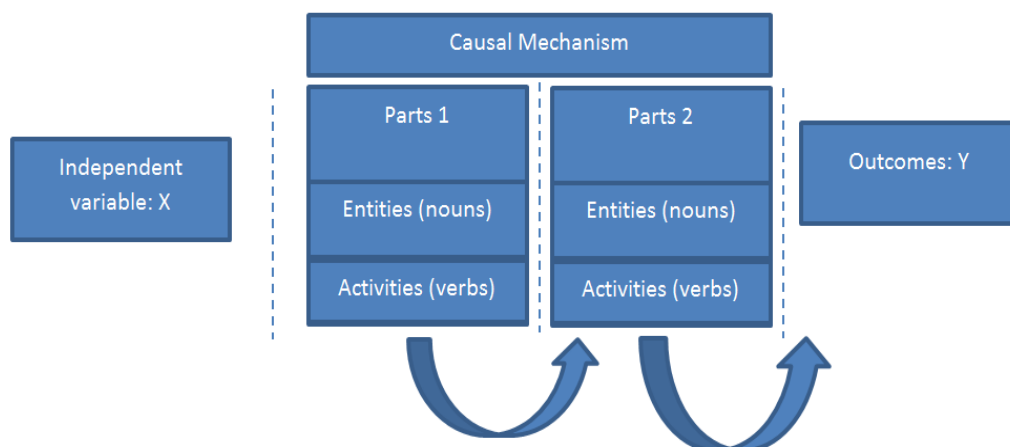 Causal Mechanism
Parts 1
Parts 2
Independent
variable: X
Outcomes: Y
Entities (nouns)
Entities (nouns)
Activities (verbs)
Activities (verbs)